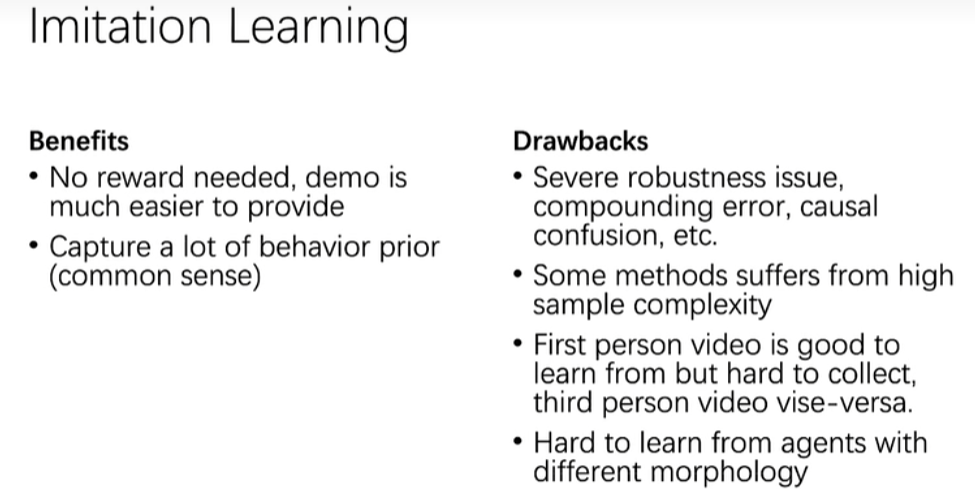 Imitation Learning
Benefits
• No reward needed, demo is
much easier to provide
• Capture a lot of behavior prior
(common sense)
Drawbacks
• Severe robustness issue,
compounding error, causal
confusion, etc.
• Some methods suffers from high
sample complexity
• First person video is good to
learn from but hard to collect,
third person video vise-versa.
• Hard to learn from agents with
different morphology